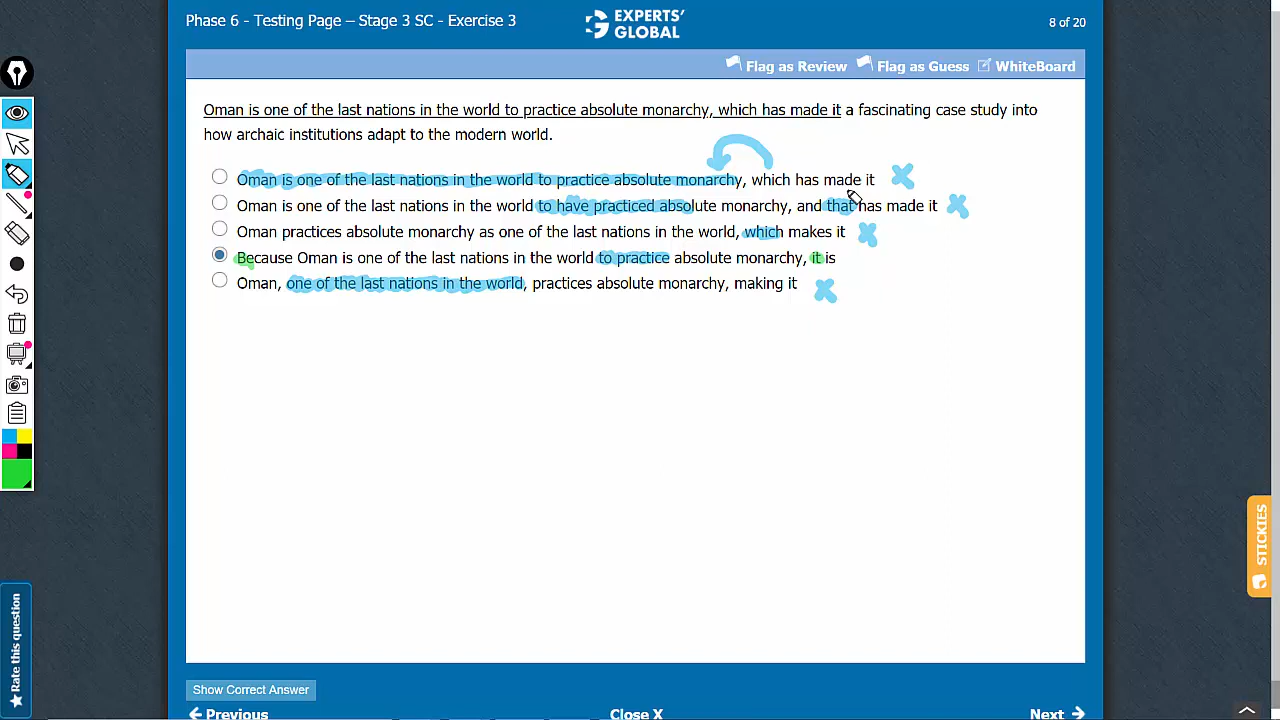 Phase 6 - Testing Page – Stage 3 SC - Exercise 3
EXPERTS'
GLOBAL
8 of 20
Flag as Review
Flag as Guess
WhiteBoard
Oman is one of the last nations in the world to practice absolute monarchy, which has made it a fascinating case study into
how archaic institutions adapt to the modern world.
Oman is one of the last nations in the world to practice absolute monarchy, which has made it
Oman is one of the last nations in the world to have practiced absolute monarchy, and that has made it
Oman practices absolute monarchy as one of the last nations in the world, which makes it
Because Oman is one of the last nations in the world to practice absolute monarchy, it is
Oman, one of the last nations in the world, practices absolute monarchy, making it
STICKIES
Rate this question
Show Correct Answer
Previous
Close X
Next